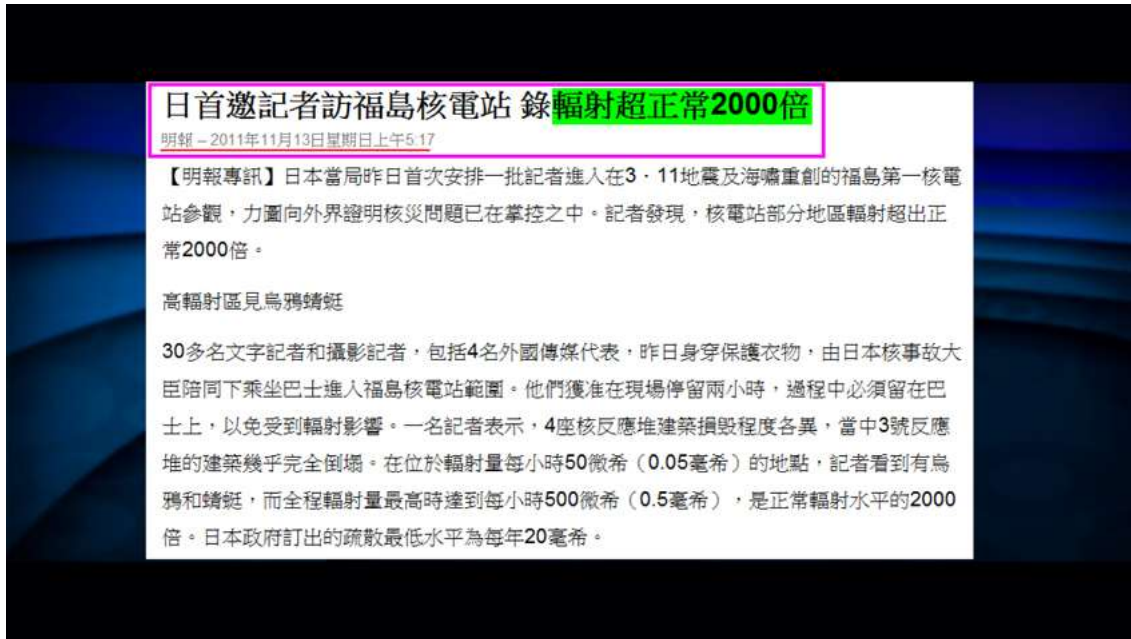 日首邀記者訪福島核電站 錄輻射超正常2000倍
明報 – 2011年11月13日星期日上午5:17
【明報專訊】日本當局昨日首次安排一批記者進入在3‧11地震及海嘯重創的福島第一核電
站參觀，力圖向外界證明核災問題已在掌控之中。記者發現，核電站部分地區輻射超出正
常2000倍。
高輻射區見烏鴉蜻蜓
30多名文字記者和攝影記者，包括4名外國傳媒代表，昨日身穿保護衣物，由日本核事故大
臣陪同下乘坐巴士進入福島核電站範圍。他們獲准在現場停留兩小時，過程中必須留在巴
士上，以免受到輻射影響。一名記者表示，4座核反應堆建築損毀程度各異，當中3號反應
堆的建築幾乎完全倒塌。在位於輻射量每小時50微希（0.05毫希）的地點，記者看到有烏
鴉和蜻蜓，而全程輻射量最高時達到每小時500微希（0.5毫希），是正常輻射水平的2000
倍。日本政府訂出的疏散最低水平為每年20毫希。